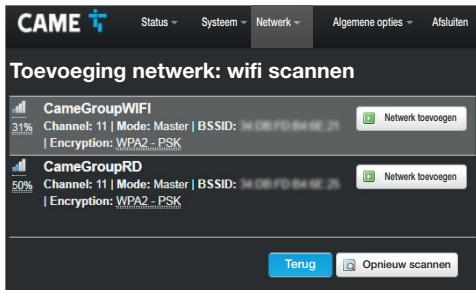 CAME
Status Systeem Netwerk Algemene opties Afsluiten
Toevoeging netwerk: wifi scannen
CameGroupWIFI
31% Channel: 11 | Mode: Master | BSSID:
| Encryption: WPA2 - PSK
Netwerk toevoegen
CameGroupRD
50% Channel: 11 | Mode: Master | BSSID:
| Encryption: WPA2 - PSK
Netwerk toevoegen
Terug Opnieuw scannen